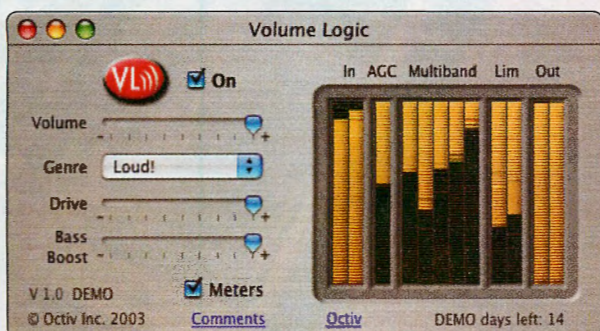 Volume Logic
VL
On
In AGC Multiband Lim Out
Volume
- +
Genre Loud!
Drive
- +
Bass
Boost
- +
Meters
V 1.0 DEMO
© Octiv Inc. 2003 Comments Octiv DEMO days left: 14